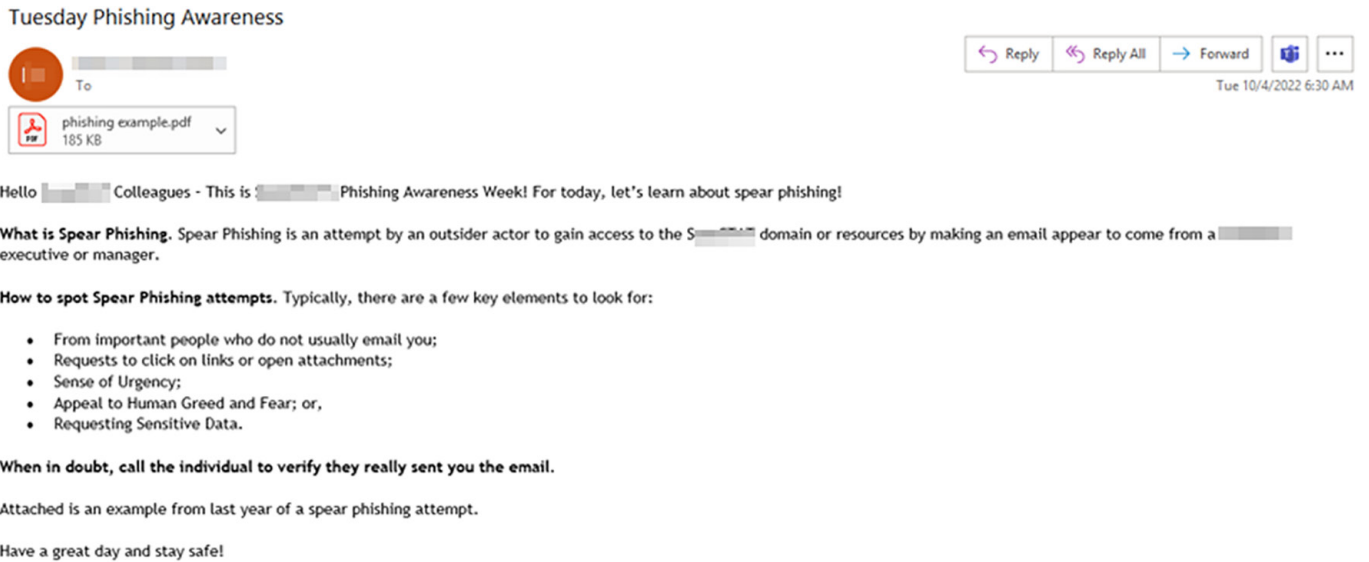 Tuesday Phishing Awareness
Reply
Reply All
Forward
To
Tue 10/4/2022 6:30 AM
phishing example.pdf
185 KB
PDF
Hello Colleagues - This is Phishing Awareness Week! For today, let's learn about spear phishing!
What is Spear Phishing. Spear Phishing is an attempt by an outsider actor to gain access to the S domain or resources by making an email appear to come from a
executive or manager.
How to spot Spear Phishing attempts. Typically, there are a few key elements to look for:
• From important people who do not usually email you;
• Requests to click on links or open attachments;
• Sense of Urgency;
• Appeal to Human Greed and Fear; or,
• Requesting Sensitive Data.
When in doubt, call the individual to verify they really sent you the email.
Attached is an example from last year of a spear phishing attempt.
Have a great day and stay safe!